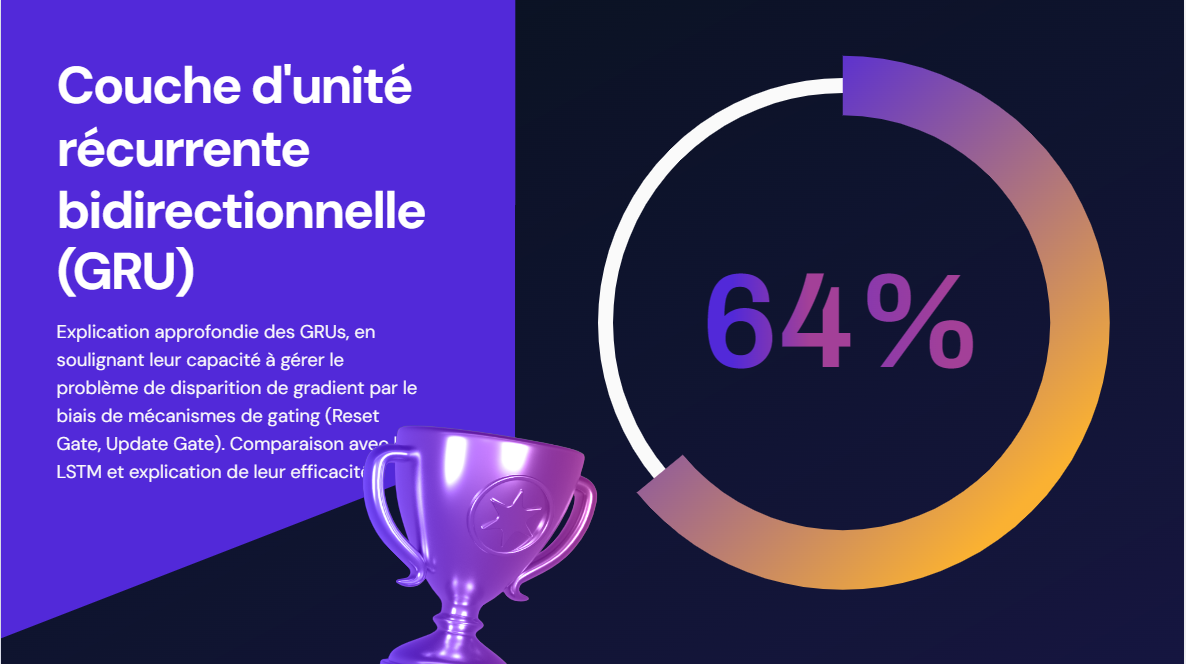 Couche d'unité
récurrente
bidirectionnelle
(GRU)
Explication approfondie des GRUs, en
soulignant leur capacité à gérer le
problème de disparition de gradient par le
biais de mécanismes de gating (Reset
Gate, Update Gate). Comparaison avec
LSTM et explication de leur efficacité
64%